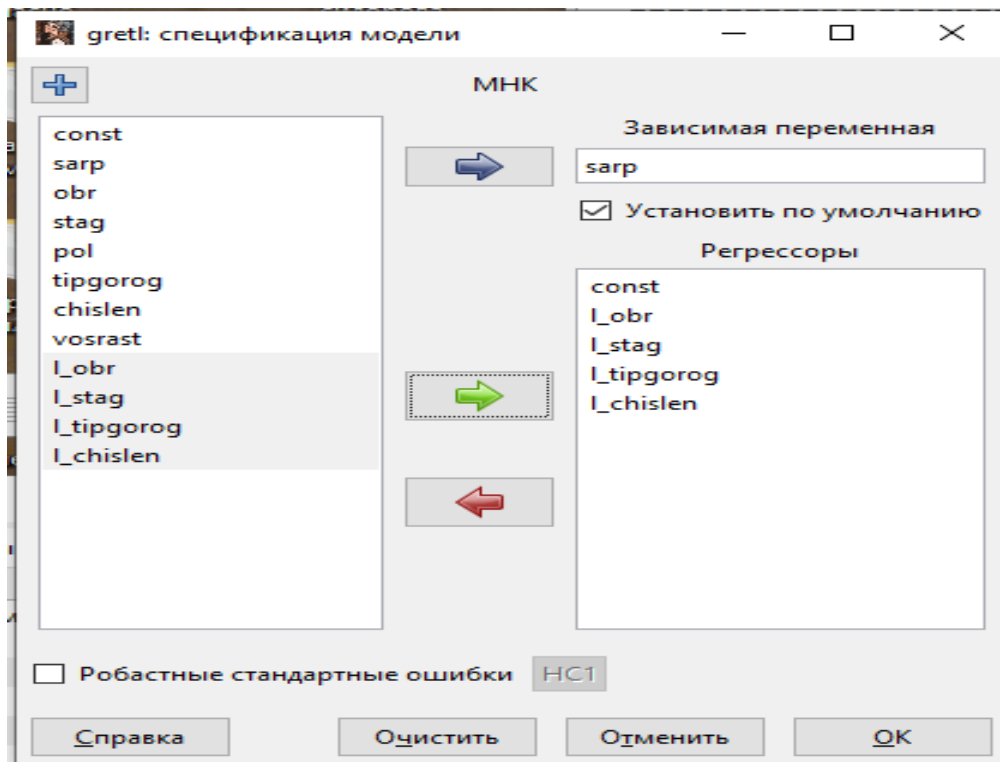 gretl: спецификация модели
МНК
const
sarp
obr
stag
pol
tipgorog
chislen
vosrast
l_obr
l_stag
l_tipgorog
l_chislen
Зависимая переменная
sarp
Установить по умолчанию
Регрессоры
const
l_obr
l_stag
l_tipgorog
l_chislen
Робастные стандартные ошибки HC1
Справка Очистить Отменить OK